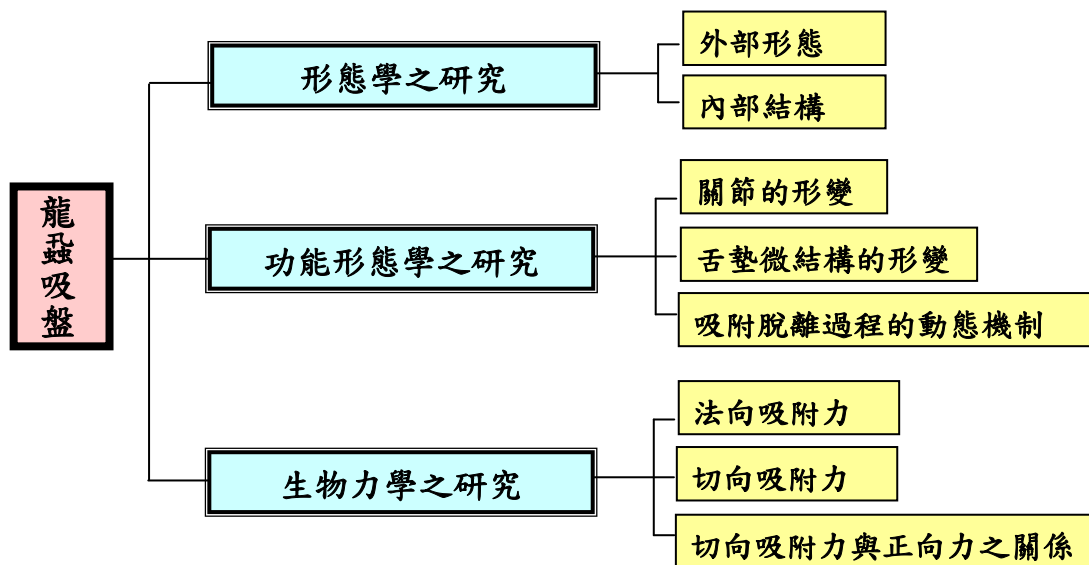 龍蝨吸盤
形態學之研究
外部形態
內部結構
功能形態學之研究
關節的形變
舌墊微結構的形變
吸附脫離過程的動態機制
生物力學之研究
法向吸附力
切向吸附力
切向吸附力與正向力之關係